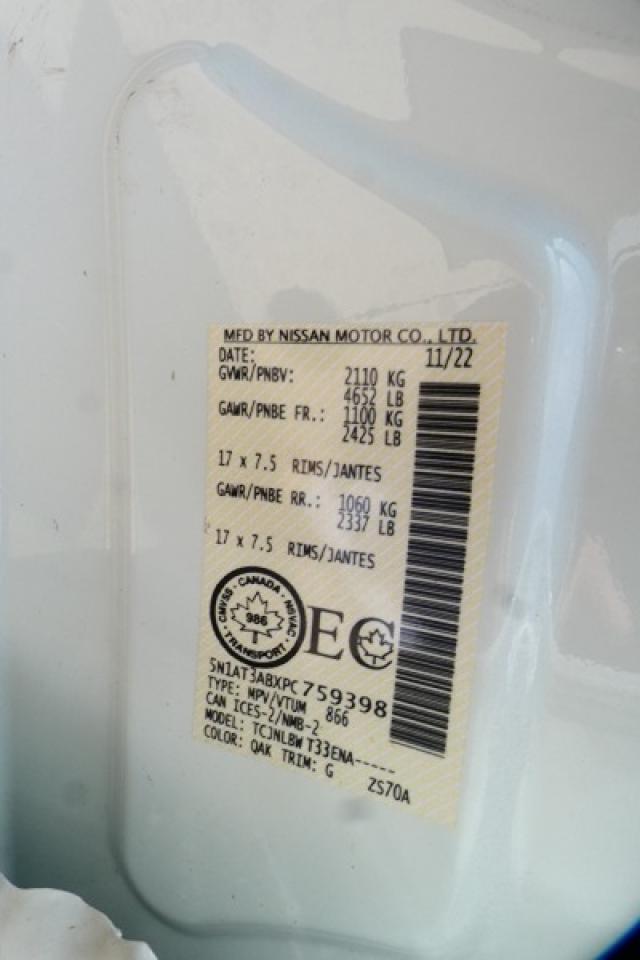 MFD BY NISSAN MOTOR CO., LTD.
DATE: 11/22
GVWR/PNBV: 2110 KG
4652 LB
GAWR/PNBE FR.: 1100 KG
2425 LB
17 x 7.5 RIMS/JANTES
GAWR/PNBE RR.: 1060 KG
2337 LB
17 x 7.5 RIMS/JANTES
CMVSS · CANADA · NSVAC · TRANSPORT ·
986
EC
5N1AT3ABXPC759398
TYPE: MPV/VTUM 866
CAN ICES-2/NMB-2
MODEL: TCJNLBW T33ENA-----
COLOR: QAK TRIM: G 2S70A